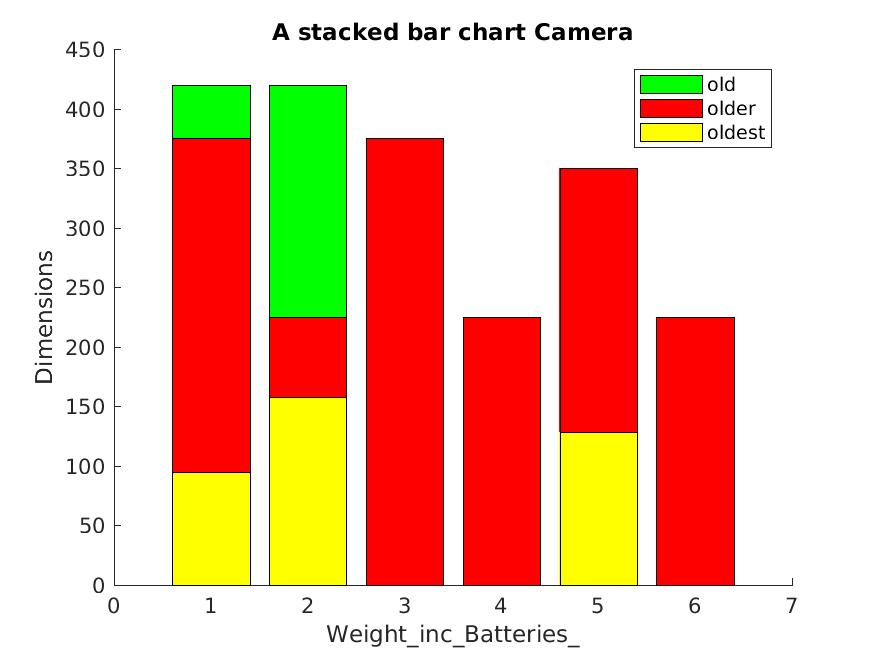 A stacked bar chart Camera
450
400
350
300
250
200
150
100
50
0
Dimensions
old
older
oldest
0 1 2 3 4 5 6 7
Weight_inc_Batteries_